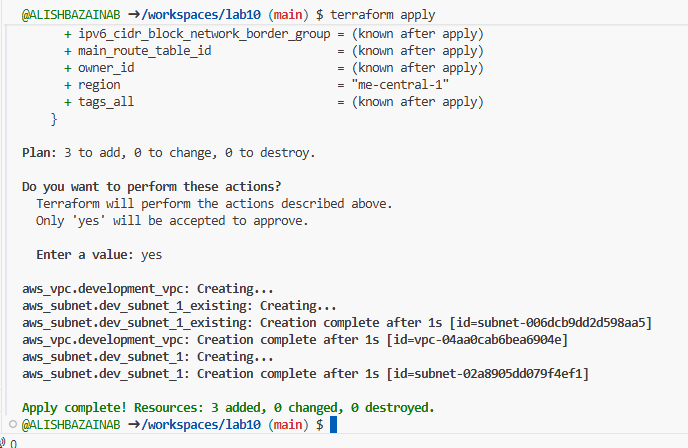 @ALISHBAZAINAB ➜/workspaces/lab10 (main) $ terraform apply
+ ipv6_cidr_block_network_border_group = (known after apply)
+ main_route_table_id = (known after apply)
+ owner_id = (known after apply)
+ region = "me-central-1"
+ tags_all = (known after apply)
}
Plan: 3 to add, 0 to change, 0 to destroy.
Do you want to perform these actions?
Terraform will perform the actions described above.
Only 'yes' will be accepted to approve.
Enter a value: yes
aws_vpc.development_vpc: Creating...
aws_subnet.dev_subnet_1_existing: Creating...
aws_subnet.dev_subnet_1_existing: Creation complete after 1s [id=subnet-006dcb9dd2d598aa5]
aws_vpc.development_vpc: Creation complete after 1s [id=vpc-04aa0cab6bea6904e]
aws_subnet.dev_subnet_1: Creating...
aws_subnet.dev_subnet_1: Creation complete after 1s [id=subnet-02a8905dd079f4ef1]
Apply complete! Resources: 3 added, 0 changed, 0 destroyed.
@ALISHBAZAINAB ➜/workspaces/lab10 (main) $
0